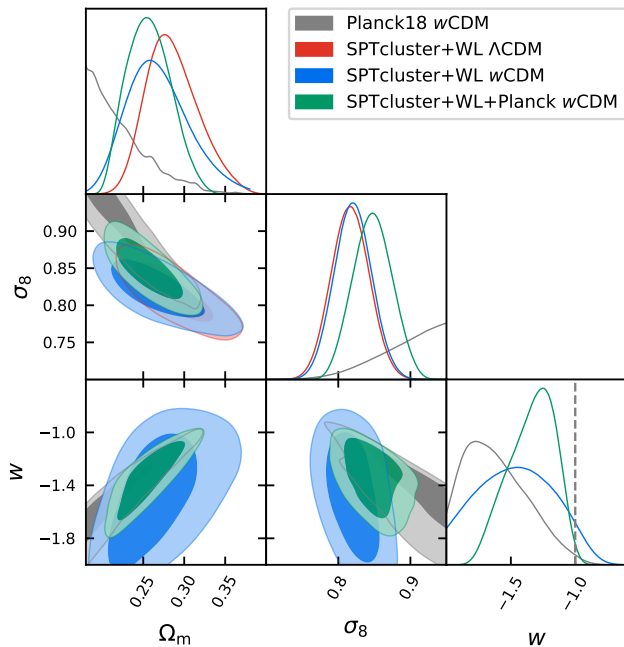 Planck18 wCDM
SPTcluster+WL ΛCDM
SPTcluster+WL wCDM
SPTcluster+WL+Planck wCDM
0.90
0.85
0.80
0.75
σ8
−1.0
−1.4
−1.8
w
0.25
0.30
0.35
Ωm
0.8
0.9
σ8
−1.5
−1.0
w